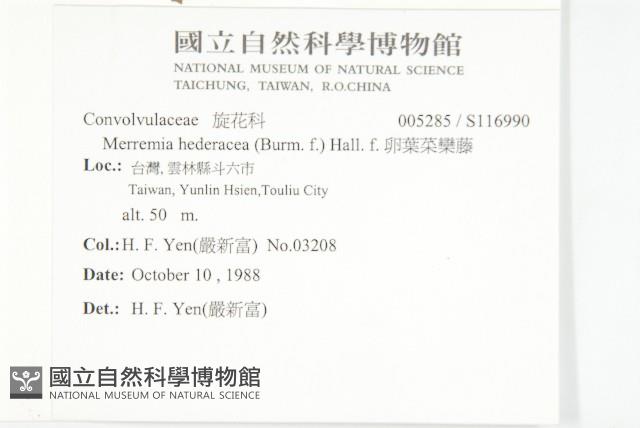 國立自然科學博物館
NATIONAL MUSEUM OF NATURAL SCIENCE
TAICHUNG, TAIWAN, R.O.CHINA
Convolvulaceae 旋花科 005285 / S116990
Merremia hederacea (Burm. f.) Hall. f. 卵葉菜欒藤
Loc.: 台灣, 雲林縣斗六市
Taiwan, Yunlin Hsien,Touliu City
alt. 50 m.
Col.: H. F. Yen(嚴新富) No.03208
Date: October 10 , 1988
Det.: H. F. Yen(嚴新富)
國立自然科學博物館
NATIONAL MUSEUM OF NATURAL SCIENCE